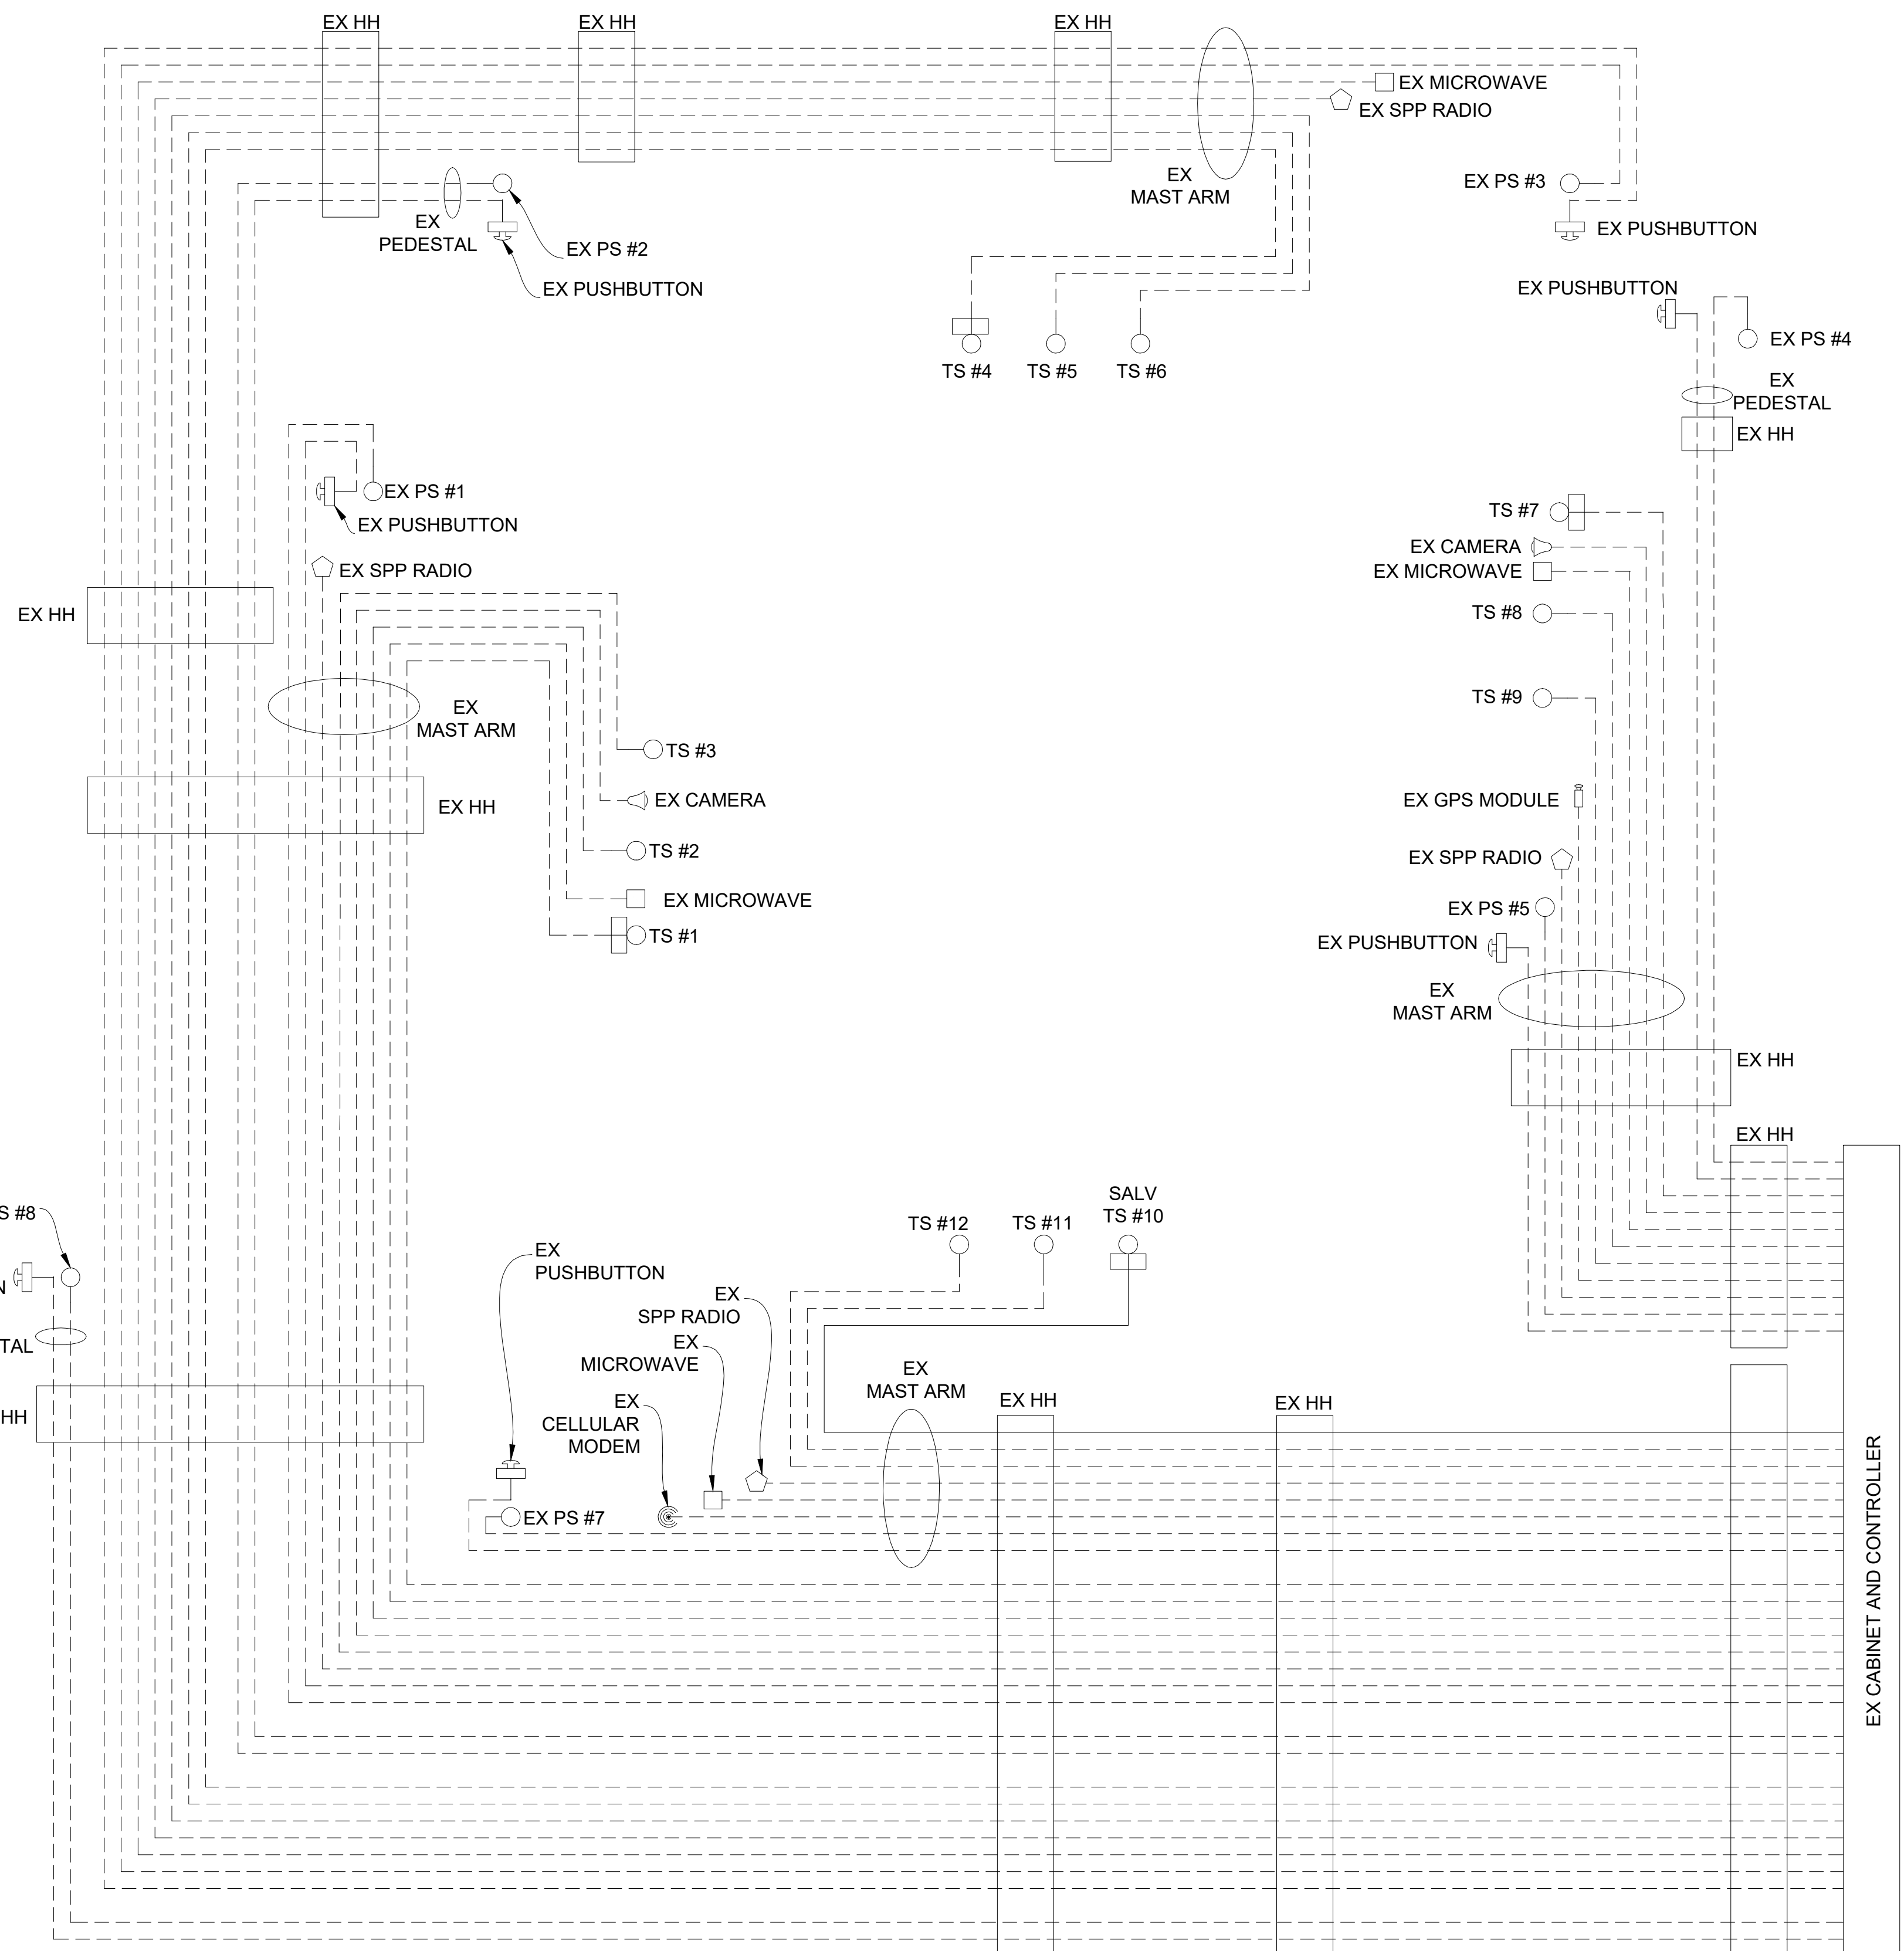 EX HH
EX HH
EX HH
EX MICROWAVE
EX SPP RADIO
EX
MAST ARM
EX PS #3
EX PUSHBUTTON
EX
PEDESTAL
EX PS #2
EX PUSHBUTTON
EX PUSHBUTTON
EX PS #4
TS #4
TS #5
TS #6
EX
PEDESTAL
EX HH
EX PS #1
EX PUSHBUTTON
EX SPP RADIO
EX HH
TS #7
EX CAMERA
EX MICROWAVE
TS #8
TS #9
EX
MAST ARM
TS #3
EX CAMERA
EX HH
TS #2
EX MICROWAVE
TS #1
EX GPS MODULE
EX SPP RADIO
EX PS #5
EX PUSHBUTTON
EX
MAST ARM
EX HH
EX HH
S #8
N
TAL
HH
TS #12
TS #11
SALV
TS #10
EX
PUSHBUTTON
EX
SPP RADIO
EX
MICROWAVE
EX
CELLULAR
MODEM
EX
MAST ARM
EX HH
EX HH
EX PS #7
EX CABINET AND CONTROLLER